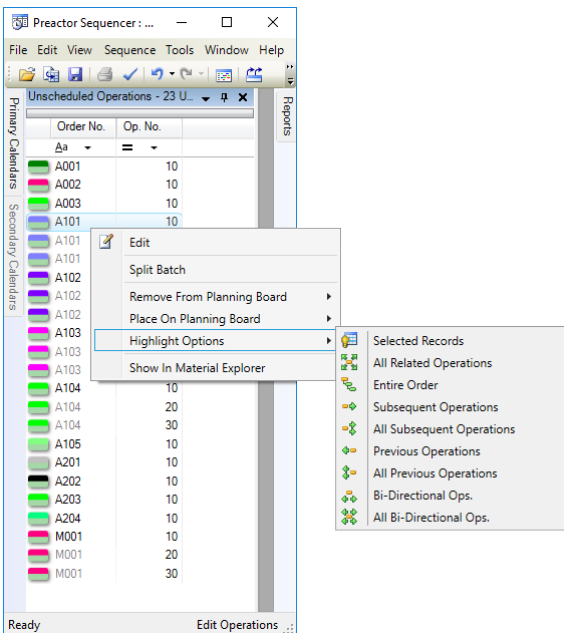 Preactor Sequencer : ...
File Edit View Sequence Tools Window Help
Unscheduled Operations - 23 U...
Primary Calendars
Secondary Calendars
Reports
Order No. Op. No.
Aa =
A001 10
A002 10
A003 10
A101 10
A101
A101
A102
A102
A102
A103
A103
A103
A104 10
A104 20
A104 30
A105 10
A201 10
A202 10
A203 10
A204 10
M001 10
M001 20
M001 30
Edit
Split Batch
Remove From Planning Board
Place On Planning Board
Highlight Options
Show In Material Explorer
Selected Records
All Related Operations
Entire Order
Subsequent Operations
All Subsequent Operations
Previous Operations
All Previous Operations
Bi-Directional Ops.
All Bi-Directional Ops.
Ready Edit Operations